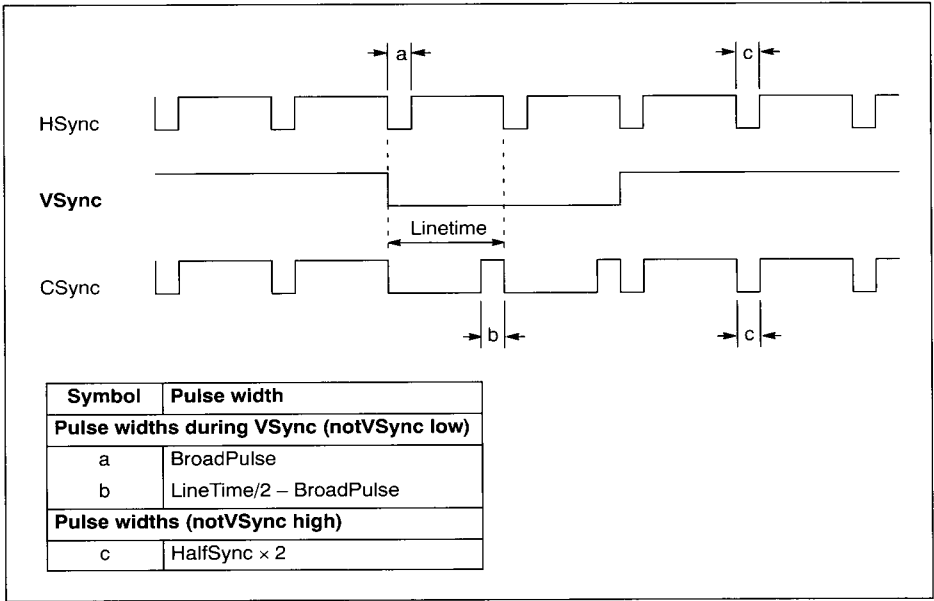 a
c
HSync
VSync
Linetime
CSync
b
c
Symbol Pulse width
Pulse widths during VSync (notVSync low)
a BroadPulse
b LineTime/2 − BroadPulse
Pulse widths (notVSync high)
c HalfSync × 2